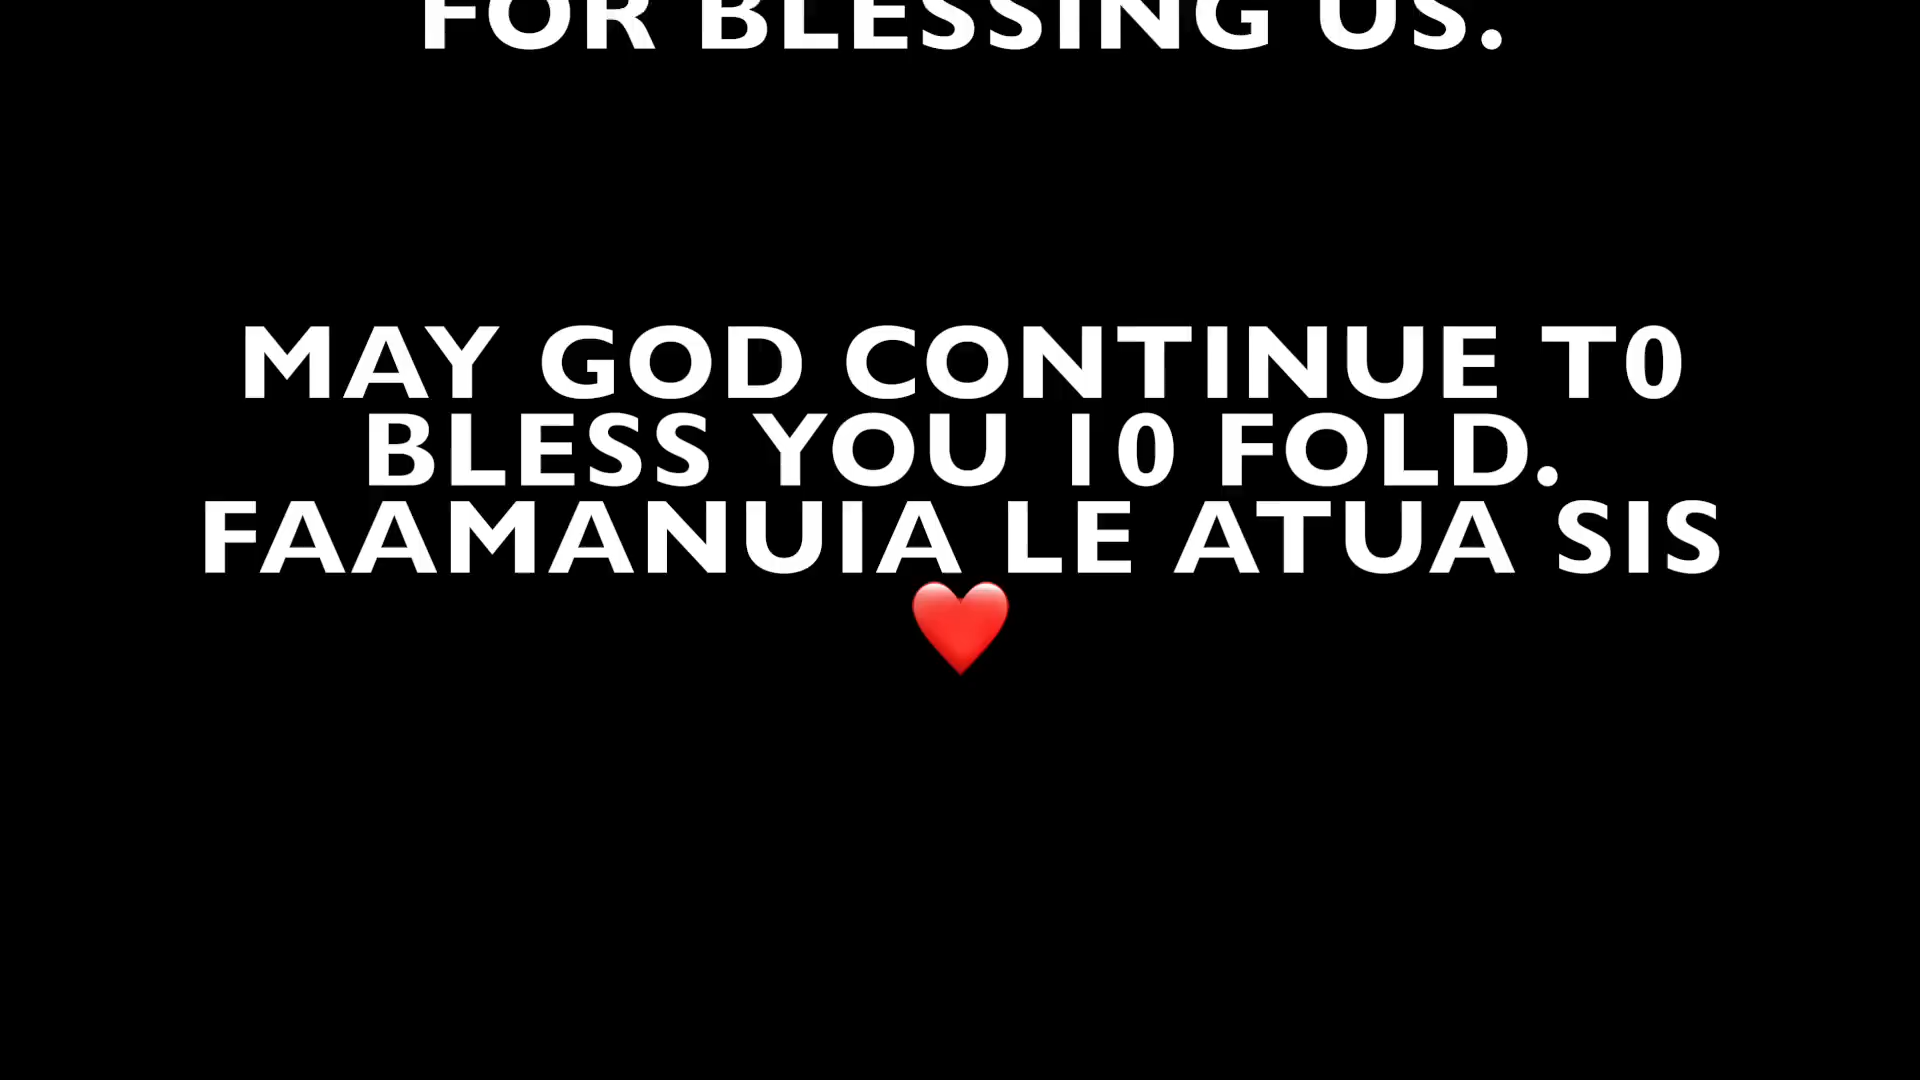 FOR BLESSING US.
MAY GOD CONTINUE T0
BLESS YOU 10 FOLD.
FAAMANUIA LE ATUA SIS
❤️